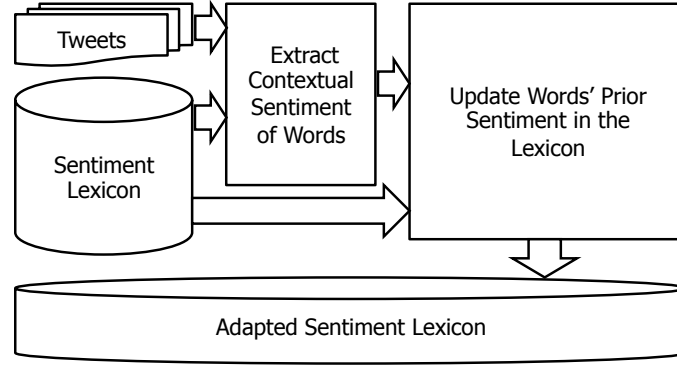 Tweets
Extract
Contextual
Sentiment
of Words
Update Words’ Prior
Sentiment in the
Lexicon
Sentiment
Lexicon
Adapted Sentiment Lexicon